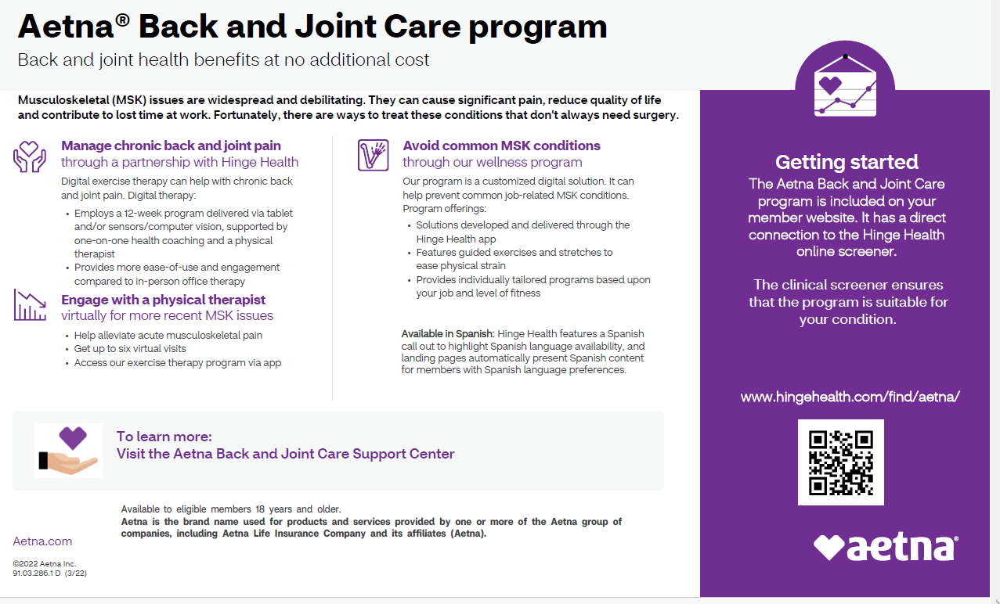 Aetna® Back and Joint Care program
Back and joint health benefits at no additional cost
Musculoskeletal (MSK) issues are widespread and debilitating. They can cause significant pain, reduce quality of life
and contribute to lost time at work. Fortunately, there are ways to treat these conditions that don't always need surgery.
Manage chronic back and joint pain
through a partnership with Hinge Health
Digital exercise therapy can help with chronic back
and joint pain. Digital therapy:
• Employs a 12-week program delivered via tablet
and/or sensors/computer vision, supported by
one-on-one health coaching and a physical
therapist
• Provides more ease-of-use and engagement
compared to in-person office therapy
Engage with a physical therapist
virtually for more recent MSK issues
• Help alleviate acute musculoskeletal pain
• Get up to six virtual visits
• Access our exercise therapy program via app
Avoid common MSK conditions
through our wellness program
Our program is a customized digital solution. It can
help prevent common job-related MSK conditions.
Program offerings:
• Solutions developed and delivered through the
Hinge Health app
• Features guided exercises and stretches to
ease physical strain
• Provides individually tailored programs based upon
your job and level of fitness
Available in Spanish: Hinge Health features a Spanish
call out to highlight Spanish language availability, and
landing pages automatically present Spanish content
for members with Spanish language preferences.
To learn more:
Visit the Aetna Back and Joint Care Support Center
Available to eligible members 18 years and older.
Aetna is the brand name used for products and services provided by one or more of the Aetna group of
companies, including Aetna Life Insurance Company and its affiliates (Aetna).
Aetna.com
©2022 Aetna Inc.
91.03.286.1 D (3/22)
Getting started
The Aetna Back and Joint Care
program is included on your
member website. It has a direct
connection to the Hinge Health
online screener.
The clinical screener ensures
that the program is suitable for
your condition.
www.hingehealth.com/find/aetna/
aetna®